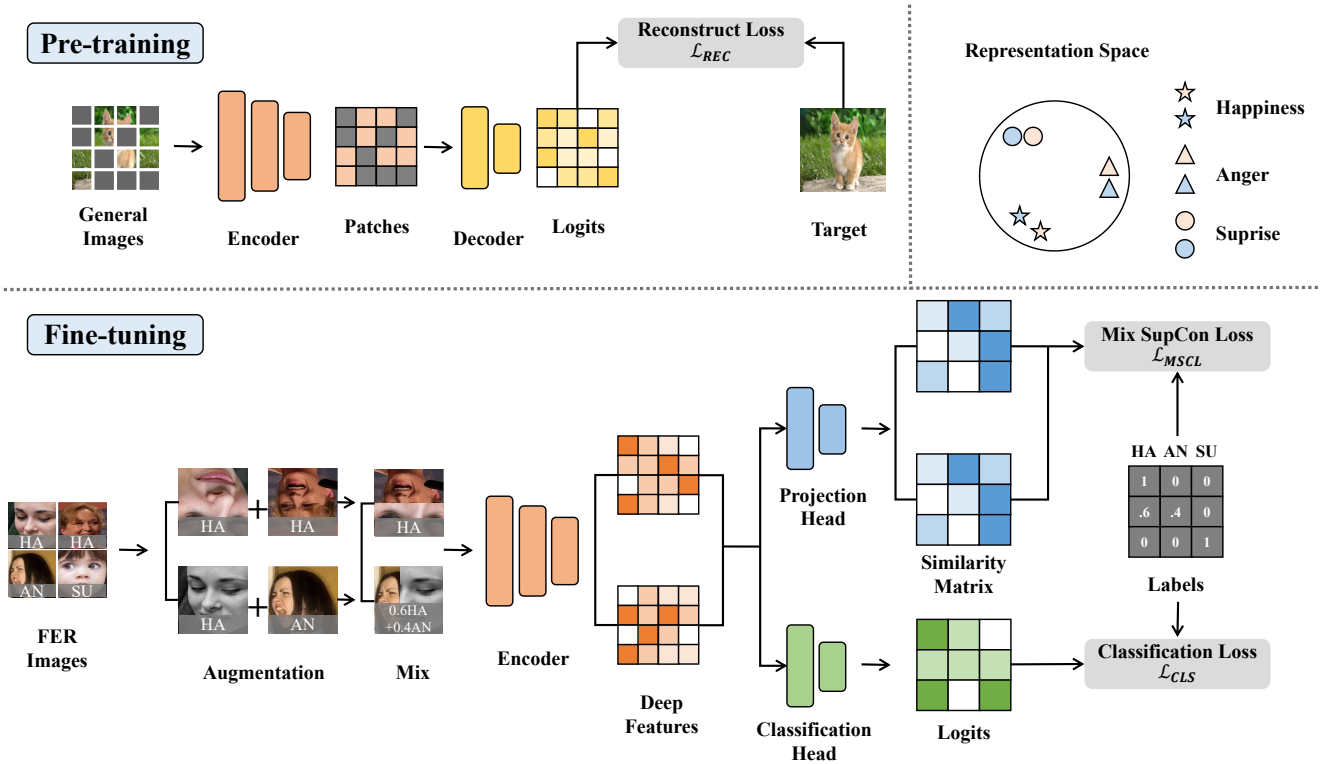 Pre-training
Reconstruct Loss
ℒ_REC
General
Images
Encoder
Patches
Decoder
Logits
Target
Representation Space
Happiness
Anger
Suprise
Fine-tuning
HA
HA
AN
SU
FER
Images
HA
+
HA
HA
+
AN
Augmentation
HA
0.6HA
+0.4AN
Mix
Encoder
Deep
Features
Projection
Head
Classification
Head
Similarity
Matrix
Logits
Mix SupCon Loss
ℒ_MSCL
HA AN SU
1 0 0
.6 .4 0
0 0 1
Labels
Classification Loss
ℒ_CLS